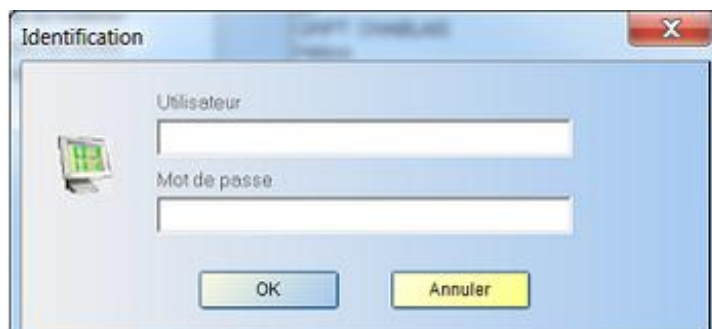 Identification
Utilisateur
Mot de passe
OK
Annuler